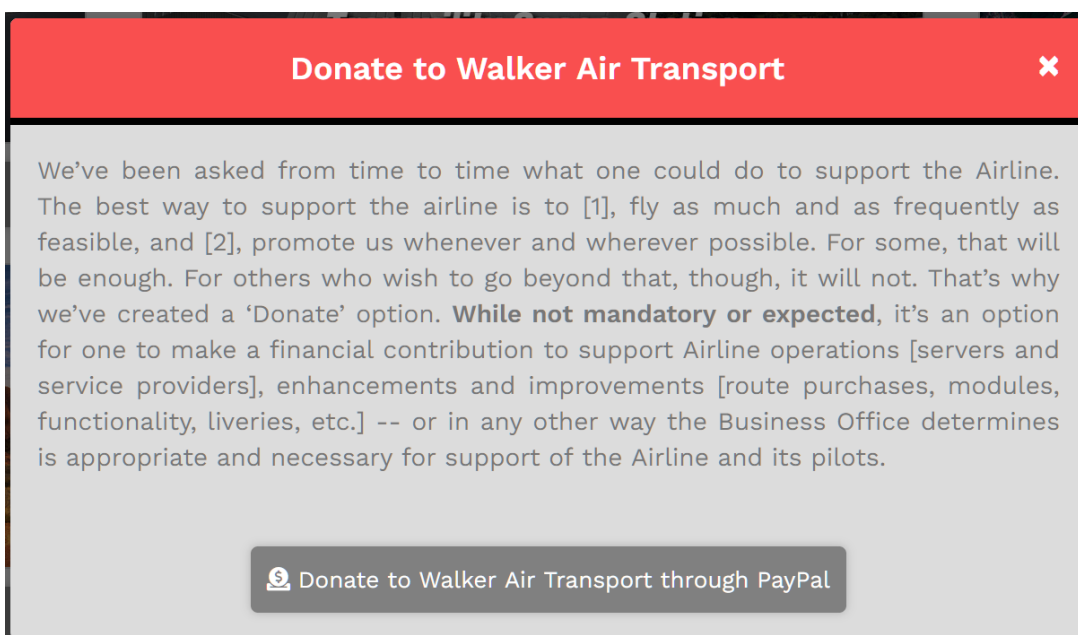 Donate to Walker Air Transport
We’ve been asked from time to time what one could do to support the Airline.
The best way to support the airline is to [1], fly as much and as frequently as
feasible, and [2], promote us whenever and wherever possible. For some, that will
be enough. For others who wish to go beyond that, though, it will not. That’s why
we’ve created a ‘Donate’ option. While not mandatory or expected, it’s an option
for one to make a financial contribution to support Airline operations [servers and
service providers], enhancements and improvements [route purchases, modules,
functionality, liveries, etc.] -- or in any other way the Business Office determines
is appropriate and necessary for support of the Airline and its pilots.
Donate to Walker Air Transport through PayPal